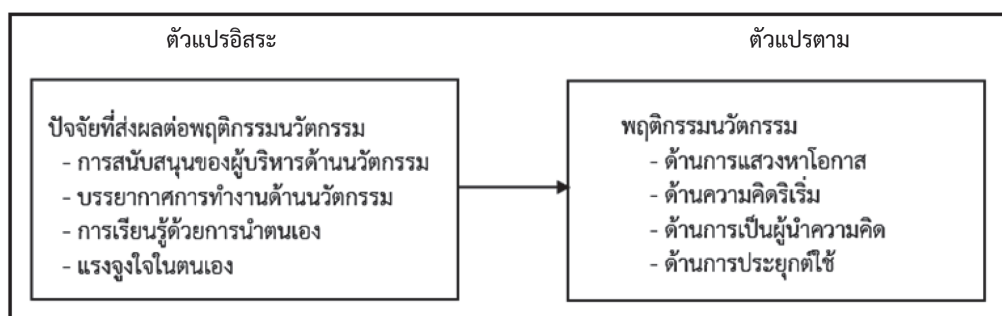 ตัวแปรอิสระ
ตัวแปรตาม
ปัจจัยที่ส่งผลต่อพฤติกรรมนวัตกรรม
- การสนับสนุนของผู้บริหารด้านนวัตกรรม
- บรรยากาศการทำงานด้านนวัตกรรม
- การเรียนรู้ด้วยการนำตนเอง
- แรงจูงใจในตนเอง
พฤติกรรมนวัตกรรม
- ด้านการแสวงหาโอกาส
- ด้านความคิดริเริ่ม
- ด้านการเป็นผู้นำความคิด
- ด้านการประยุกต์ใช้